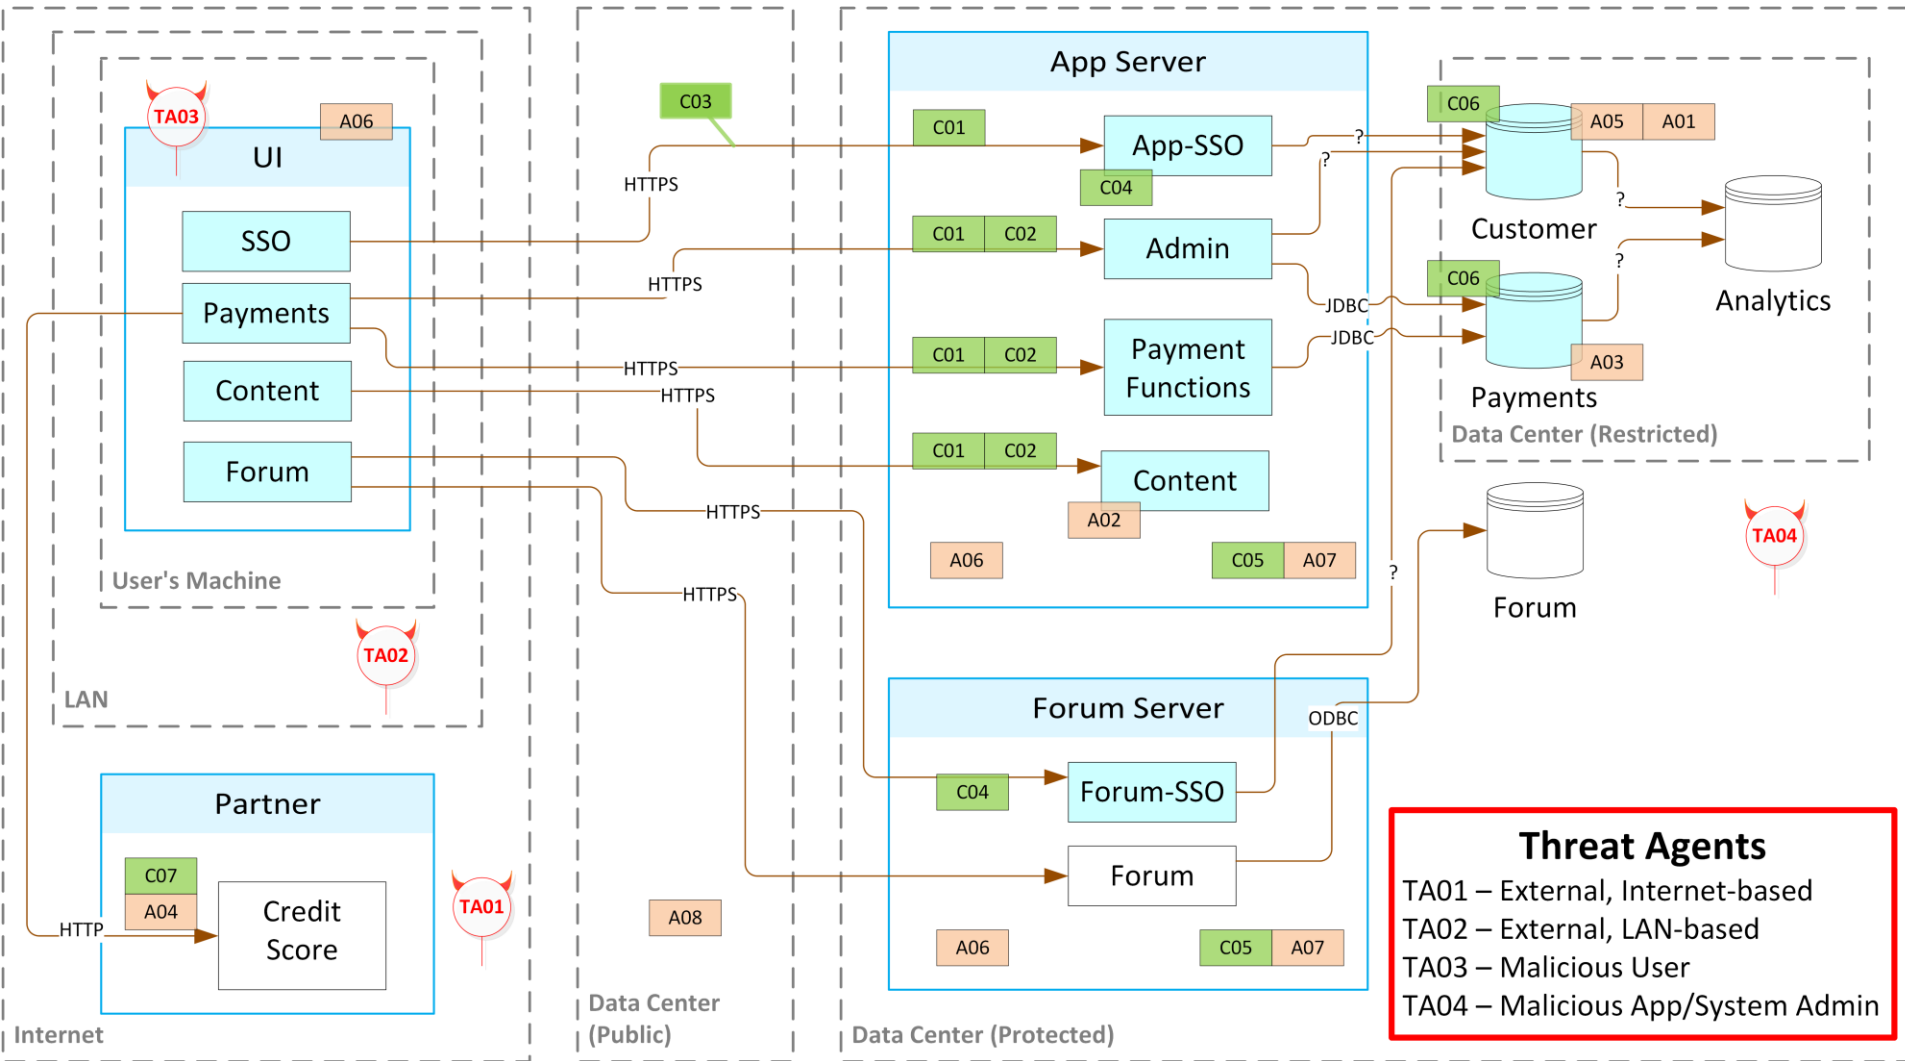 TA03
A06
UI
SSO
Payments
Content
Forum
User's Machine
TA02
LAN
Partner
C07
A04
Credit
Score
HTTP
TA01
Internet
C03
HTTPS
HTTPS
HTTPS
HTTPS
HTTPS
HTTPS
A08
Data Center
(Public)
App Server
C01
App-SSO
C04
C01
C02
Admin
C01
C02
Payment
Functions
C01
C02
Content
A02
A06
C05
A07
?
?
JDBC
JDBC
?
Forum Server
ODBC
C04
Forum-SSO
Forum
A06
C05
A07
Data Center (Protected)
C06
A05
A01
Customer
?
?
Analytics
C06
A03
Payments
Data Center (Restricted)
Forum
TA04
Threat Agents
TA01 – External, Internet-based
TA02 – External, LAN-based
TA03 – Malicious User
TA04 – Malicious App/System Admin